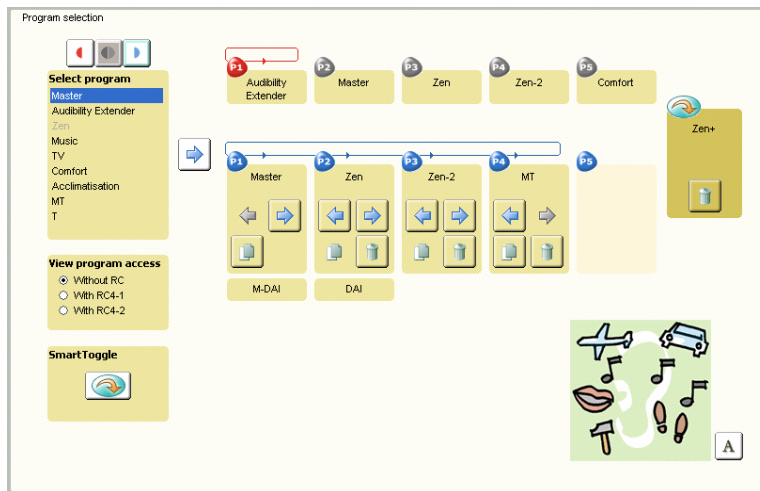 Program selection
Select program
Master
Audibility Extender
Zen
Music
TV
Comfort
Acclimatisation
MT
T
View program access
Without RC
With RC4-1
With RC4-2
SmartToggle
P1
Audibility
Extender
P2
Master
P3
Zen
P4
Zen-2
P5
Comfort
Zen+
P1
Master
P2
Zen
P3
Zen-2
P4
MT
P5
M-DAI
DAI
A